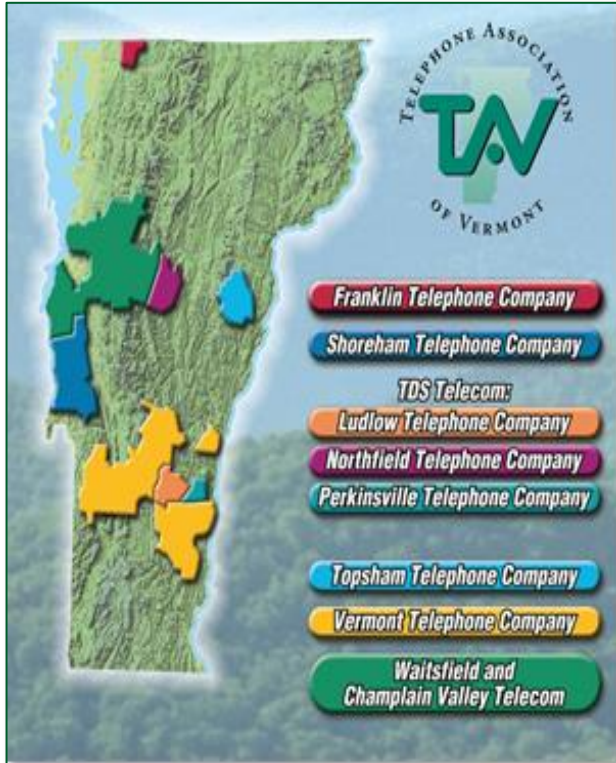 TELEPHONE ASSOCIATION
TAV
OF VERMONT
Franklin Telephone Company
Shoreham Telephone Company
TDS Telecom:
Ludlow Telephone Company
Northfield Telephone Company
Perkinsville Telephone Company
Topsham Telephone Company
Vermont Telephone Company
Waitsfield and
Champlain Valley Telecom